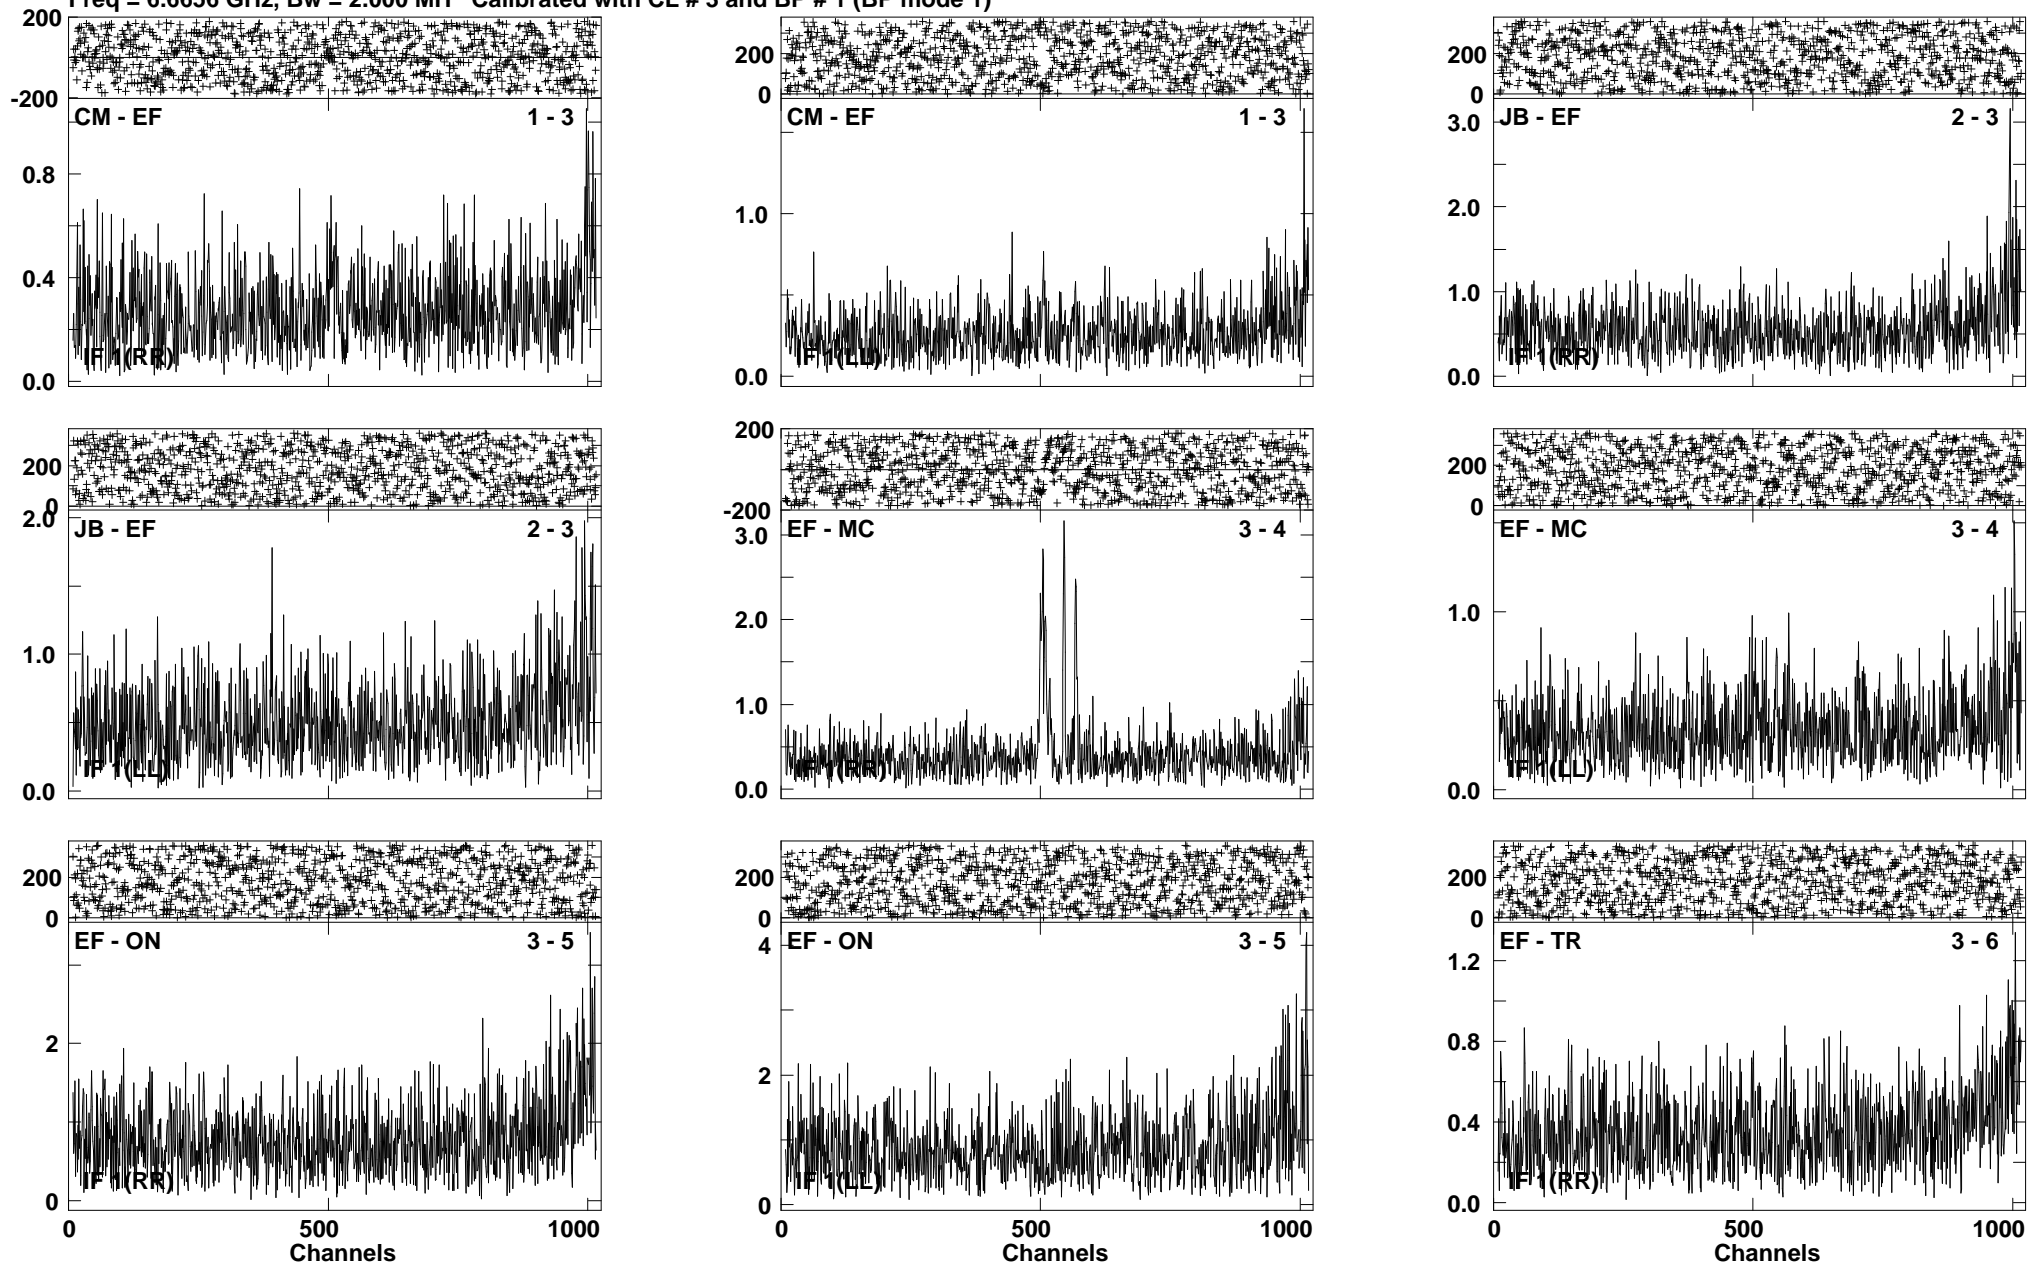 Freq = 6.6656 GHz, Bw = 2.000 MH Calibrated with CL # 3 and BP # 1 (BP mode 1)
200
-200
CM - EF 1 - 3
0.8
0.4
0.0
IF 1(RR)
200
0
CM - EF 1 - 3
1.0
0.0
IF 1(LL)
200
0
JB - EF 2 - 3
3.0
2.0
1.0
0.0
IF 1(RR)
200
0
2.0
JB - EF 2 - 3
1.0
0.0
IF 1(LL)
200
-200
EF - MC 3 - 4
3.0
2.0
1.0
0.0
IF 1(RR)
200
0
EF - MC 3 - 4
1.0
0.0
IF 1(LL)
200
0
EF - ON 3 - 5
2
0
IF 1(RR)
0 500 1000
Channels
200
0
EF - ON 3 - 5
4
2
0
IF 1(LL)
0 500 1000
Channels
200
0
EF - TR 3 - 6
1.2
0.8
0.4
0.0
IF 1(RR)
0 500 1000
Channels